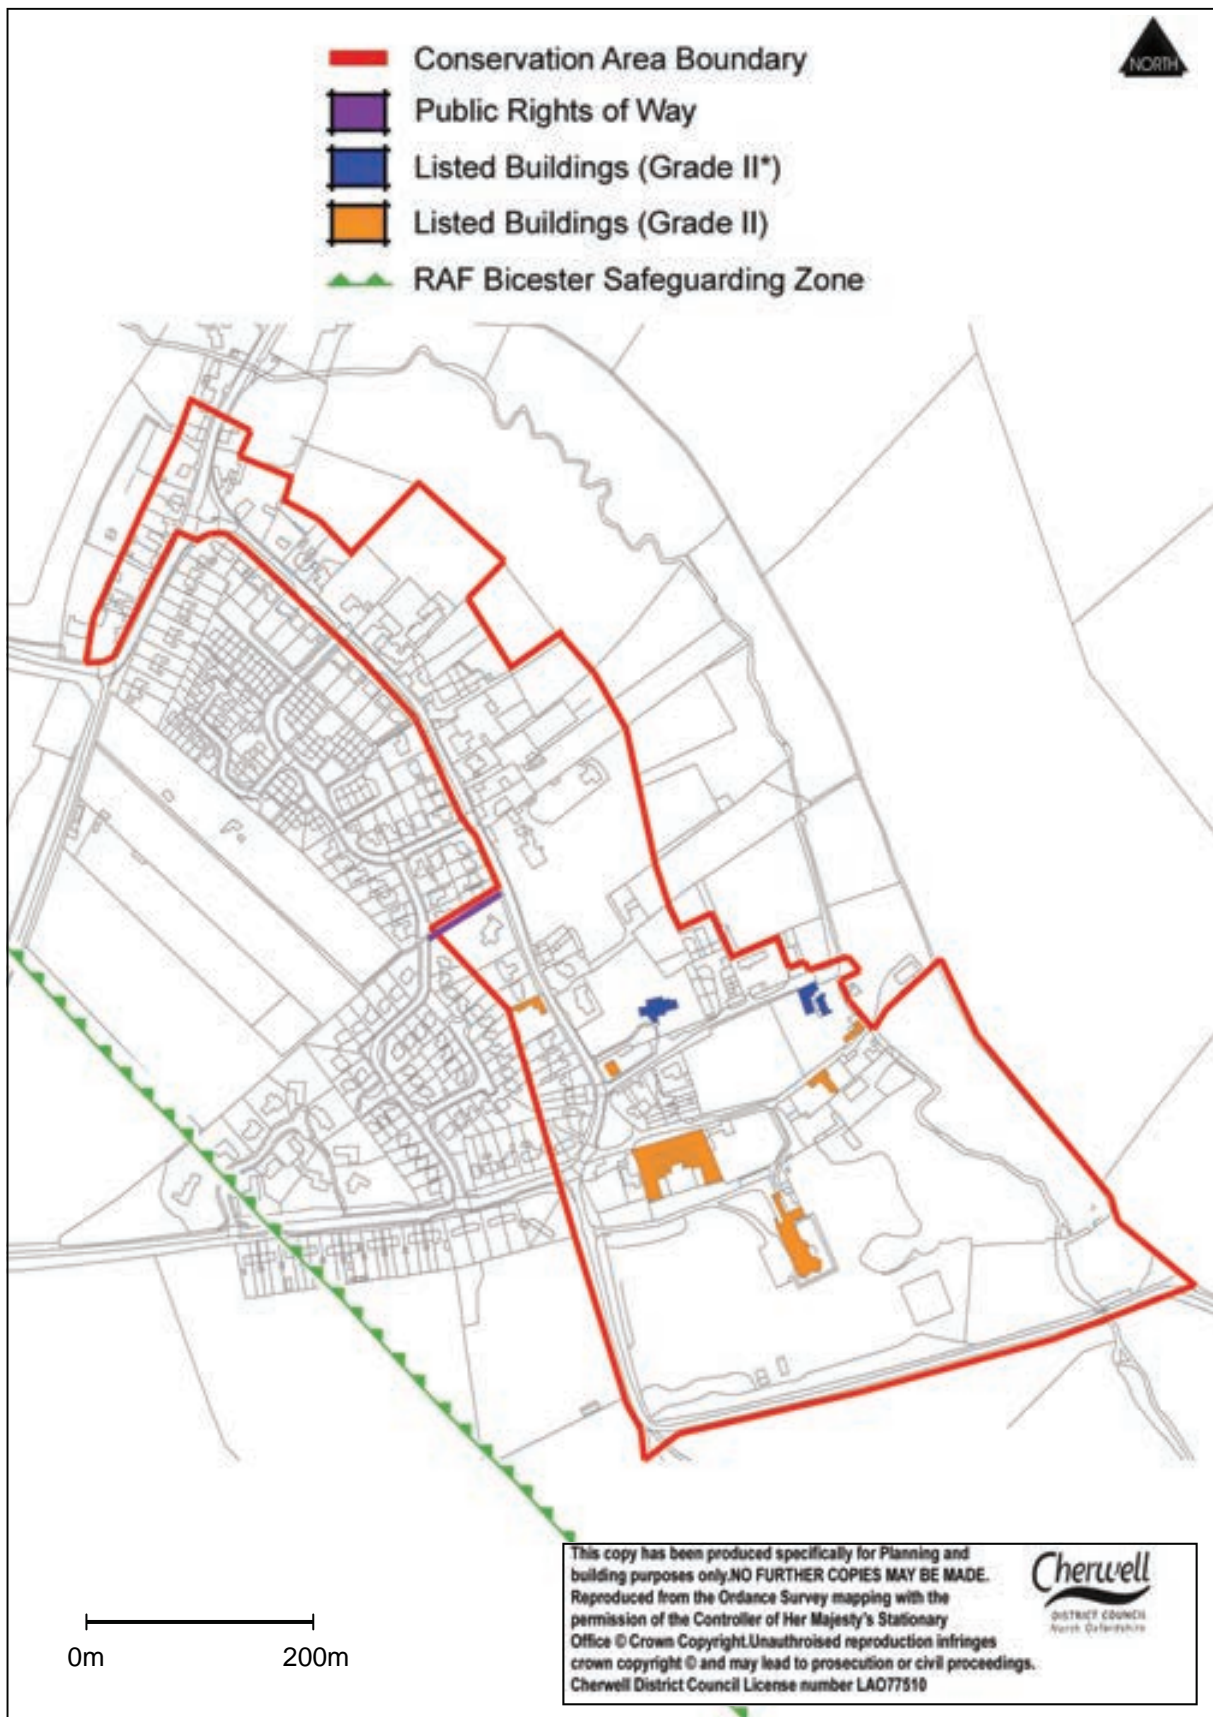 Conservation Area Boundary
NORTH
Public Rights of Way
Listed Buildings (Grade II*)
Listed Buildings (Grade II)
RAF Bicester Safeguarding Zone
This copy has been produced specifically for Planning and
building purposes only.NO FURTHER COPIES MAY BE MADE.
Reproduced from the Ordance Survey mapping with the
permission of the Controller of Her Majesty's Stationary
Office © Crown Copyright.Unauthroised reproduction infringes
crown copyright © and may lead to prosecution or civil proceedings.
Cherwell District Council License number LAO77510
Cherwell
DISTRICT COUNCIL
North Oxfordshire
0m 200m